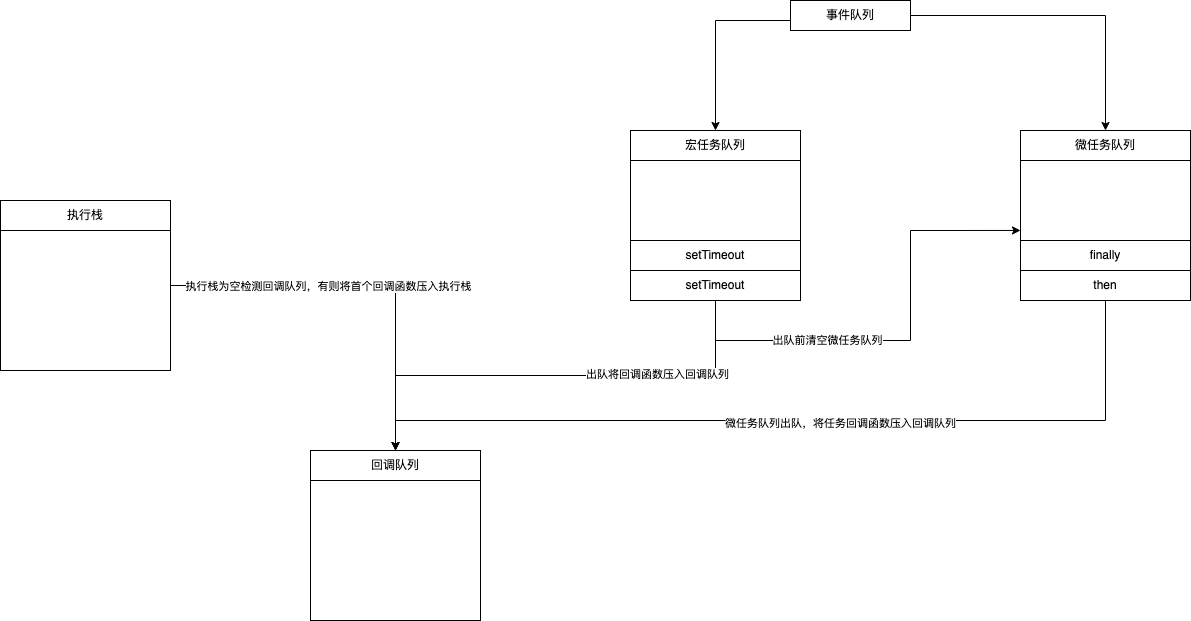 事件队列
宏任务队列
微任务队列
执行栈
setTimeout
finally
setTimeout
then
执行栈为空检测回调队列，有则将首个回调函数压入执行栈
出队前清空微任务队列
出队将回调函数压入回调队列
微任务队列出队，将任务回调函数压入回调队列
回调队列